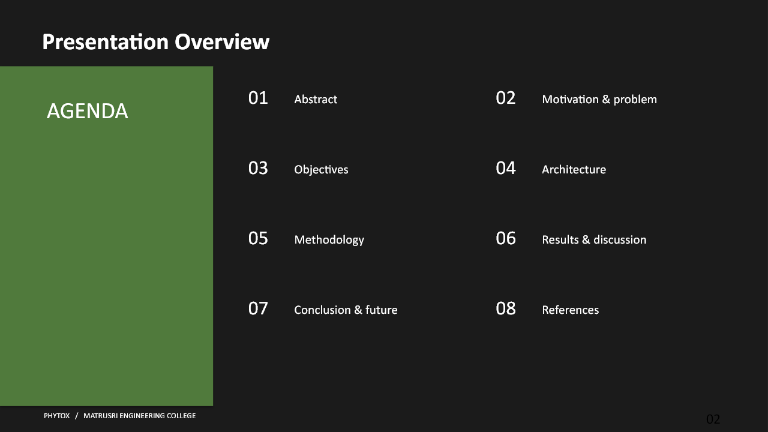 Presentation Overview
AGENDA
01 Abstract
02 Motivation & problem
03 Objectives
04 Architecture
05 Methodology
06 Results & discussion
07 Conclusion & future
08 References
PHYTOX / MATRUSRI ENGINEERING COLLEGE
02